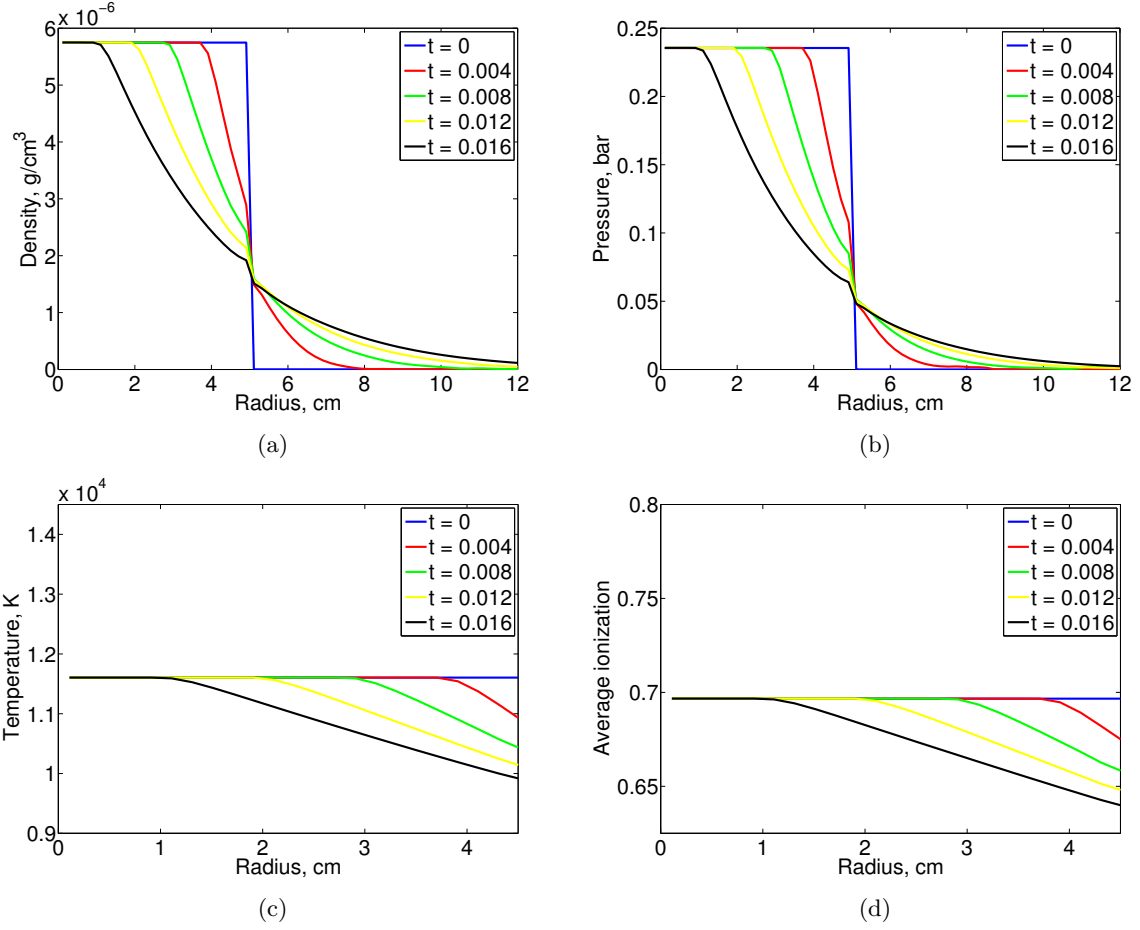 x 10⁻⁶
6
5
4
3
2
1
0
Density, g/cm³
0 2 4 6 8 10 12
Radius, cm
t = 0
t = 0.004
t = 0.008
t = 0.012
t = 0.016
(a)
0.25
0.2
0.15
0.1
0.05
0
Pressure, bar
0 2 4 6 8 10 12
Radius, cm
t = 0
t = 0.004
t = 0.008
t = 0.012
t = 0.016
(b)
x 10⁴
1.4
1.3
1.2
1.1
1
0.9
Temperature, K
0 1 2 3 4
Radius, cm
t = 0
t = 0.004
t = 0.008
t = 0.012
t = 0.016
(c)
0.8
0.75
0.7
0.65
Average ionization
0 1 2 3 4
Radius, cm
t = 0
t = 0.004
t = 0.008
t = 0.012
t = 0.016
(d)